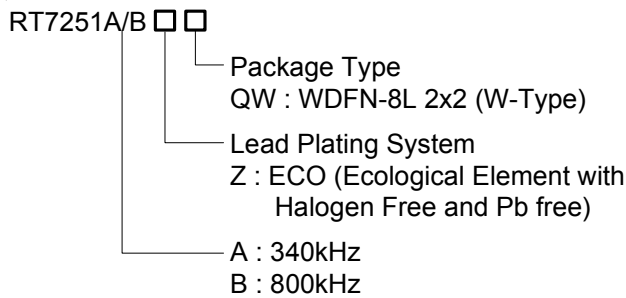 RT7251A/B □ □
Package Type
QW : WDFN-8L 2x2 (W-Type)
Lead Plating System
Z : ECO (Ecological Element with
Halogen Free and Pb free)
A : 340kHz
B : 800kHz